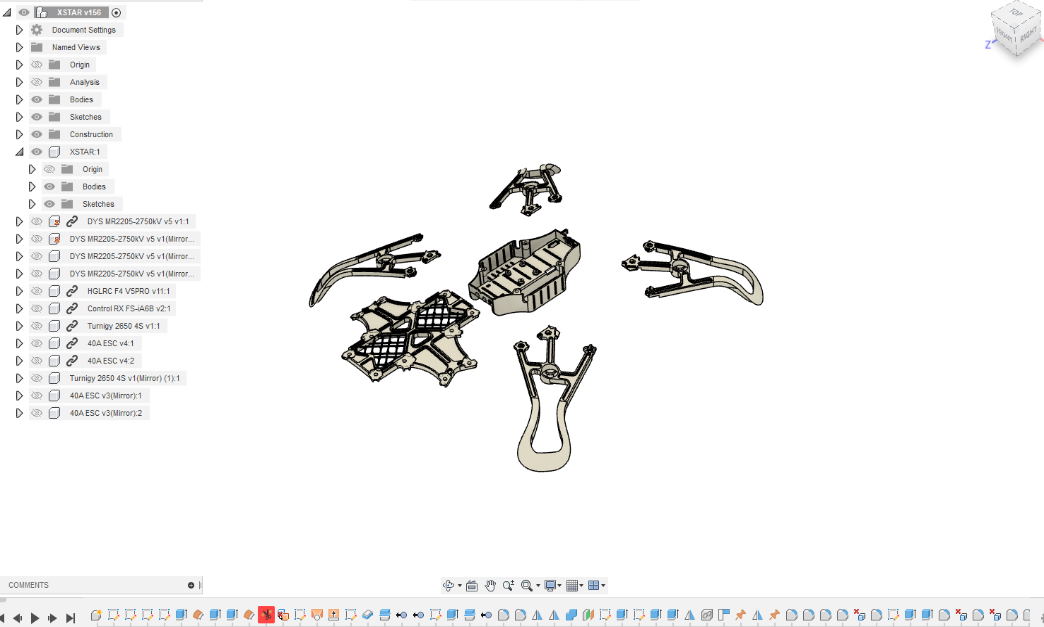 XSTAR v156
Document Settings
Named Views
Origin
Analysis
Bodies
Sketches
Construction
XSTAR:1
Origin
Bodies
Sketches
DYS MR2205-2750kV v5 v1:1
DYS MR2205-2750kV v5 v1(Mirror...
DYS MR2205-2750kV v5 v1(Mirror...
DYS MR2205-2750kV v5 v1(Mirror...
HGLRC F4 V5PRO v11:1
Control RX FS-iA6B v2:1
Turnigy 2650 4S v1:1
40A ESC v4:1
40A ESC v4:2
Turnigy 2650 4S v1(Mirror) (1):1
40A ESC v3(Mirror):1
40A ESC v3(Mirror):2
TOP
RIGHT
Z
COMMENTS